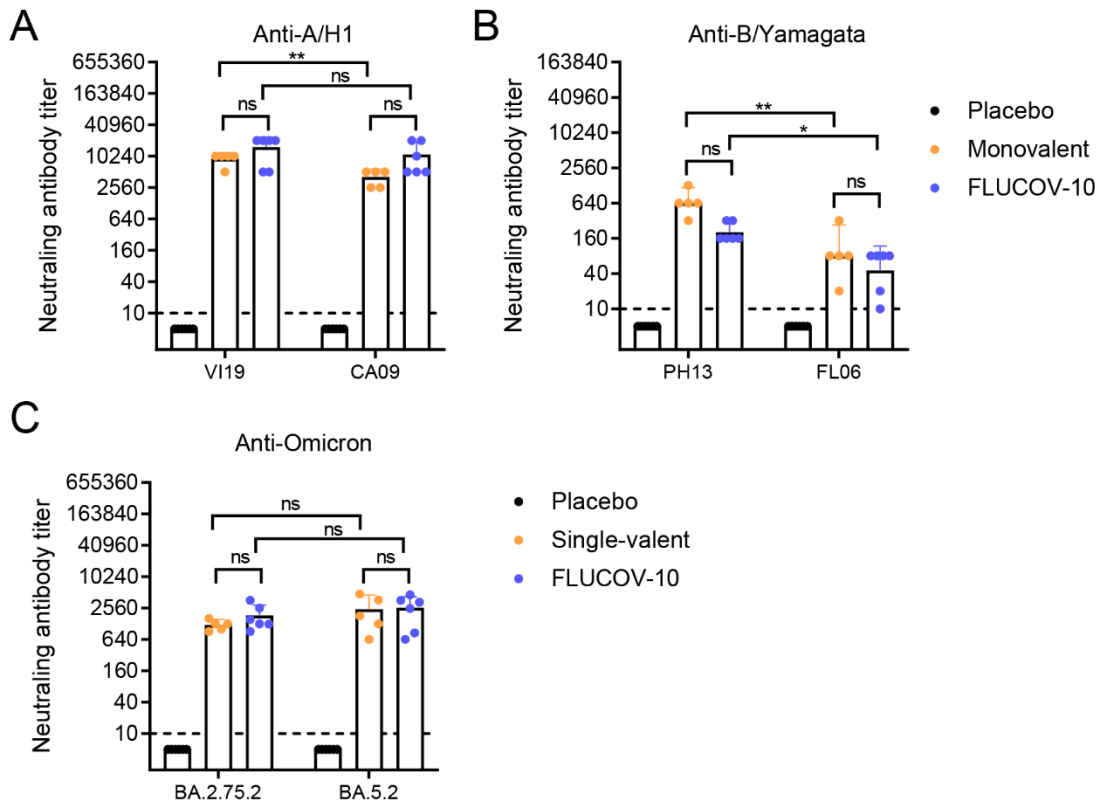 A
Anti-A/H1
Neutraling antibody titer
655360
163840
40960
10240
2560
640
160
40
10
**
ns
ns
ns
VI19
CA09
B
Anti-B/Yamagata
Neutraling antibody titer
163840
40960
10240
2560
640
160
40
10
**
*
ns
ns
PH13
FL06
Placebo
Monovalent
FLUCOV-10
C
Anti-Omicron
Neutraling antibody titer
655360
163840
40960
10240
2560
640
160
40
10
ns
ns
ns
ns
BA.2.75.2
BA.5.2
Placebo
Single-valent
FLUCOV-10